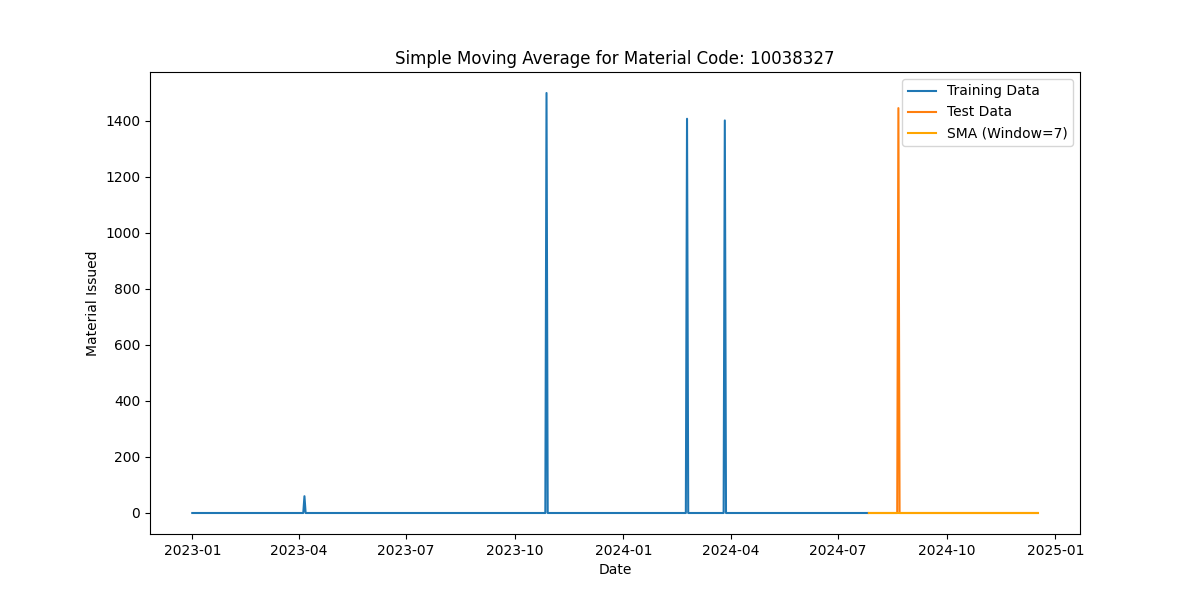 Simple Moving Average for Material Code: 10038327
Training Data
Test Data
SMA (Window=7)
Material Issued
1400
1200
1000
800
600
400
200
0
2023-01 2023-04 2023-07 2023-10 2024-01 2024-04 2024-07 2024-10 2025-01
Date